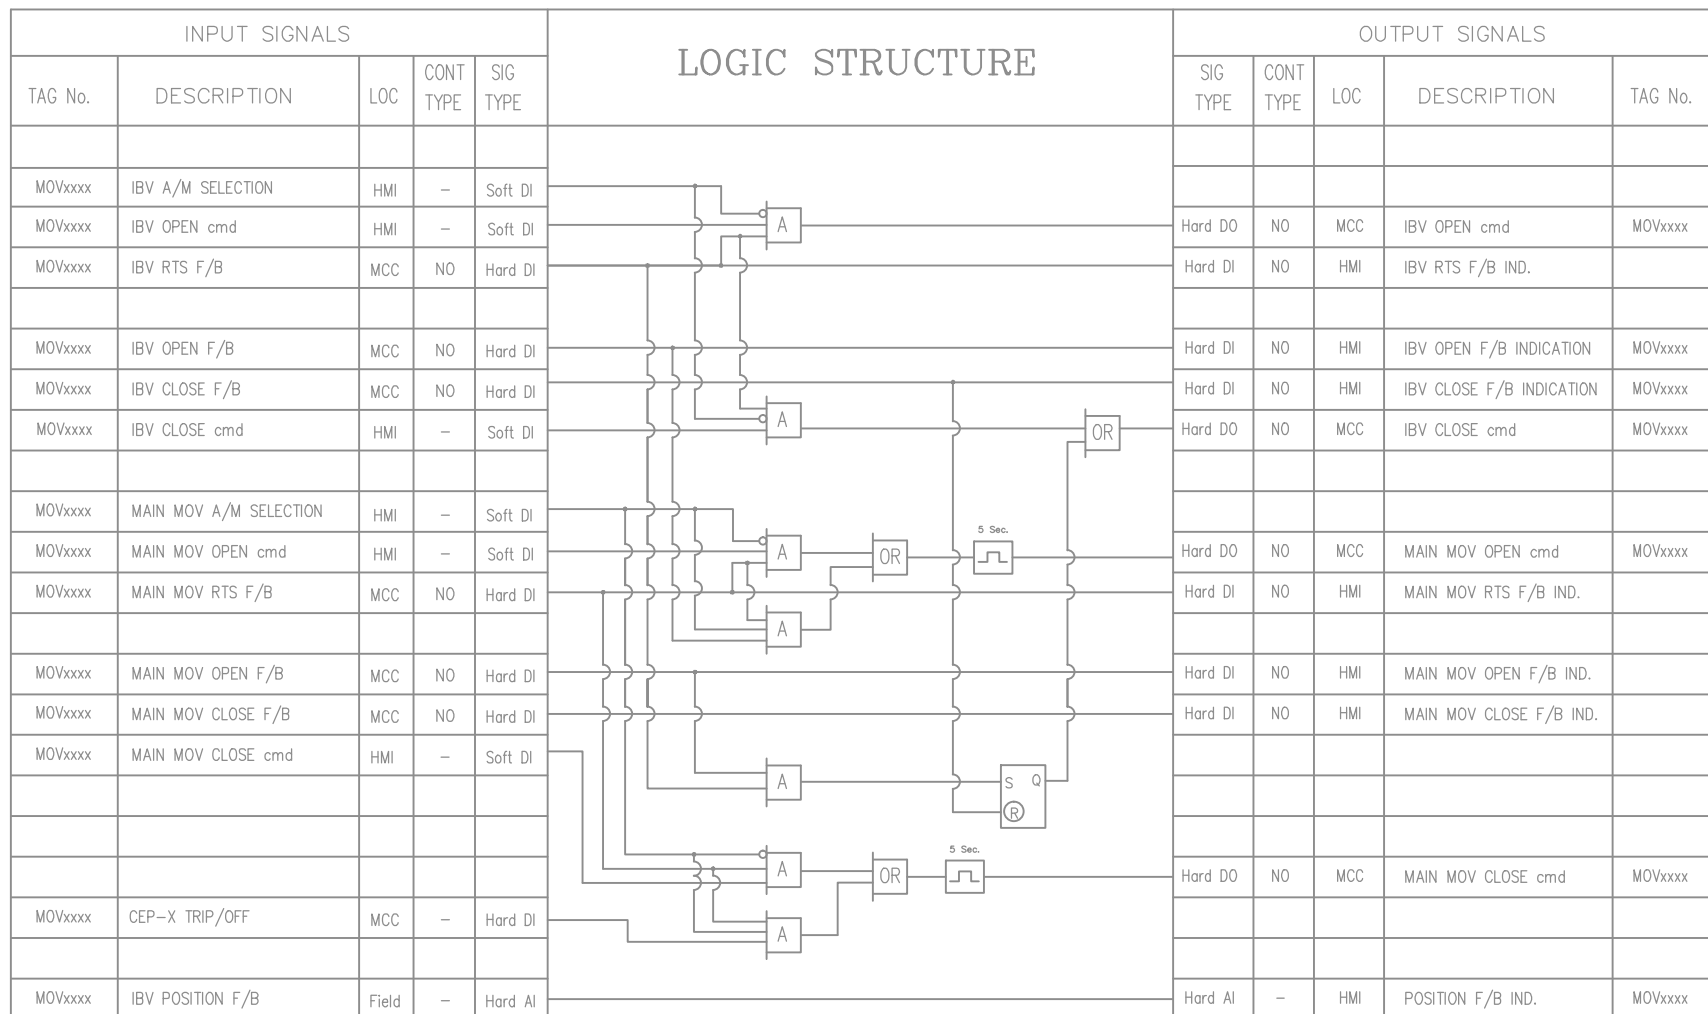 INPUT SIGNALS
LOGIC STRUCTURE
OUTPUT SIGNALS
TAG No. DESCRIPTION LOC CONT TYPE SIG TYPE
SIG TYPE CONT TYPE LOC DESCRIPTION TAG No.
MOVxxxx IBV A/M SELECTION HMI - Soft DI
MOVxxxx IBV OPEN cmd HMI - Soft DI
A
Hard DO NO MCC IBV OPEN cmd MOVxxxx
MOVxxxx IBV RTS F/B MCC NO Hard DI
Hard DI NO HMI IBV RTS F/B IND.
MOVxxxx IBV OPEN F/B MCC NO Hard DI
Hard DI NO HMI IBV OPEN F/B INDICATION MOVxxxx
MOVxxxx IBV CLOSE F/B MCC NO Hard DI
Hard DI NO HMI IBV CLOSE F/B INDICATION MOVxxxx
MOVxxxx IBV CLOSE cmd HMI - Soft DI
A
OR
Hard DO NO MCC IBV CLOSE cmd MOVxxxx
MOVxxxx MAIN MOV A/M SELECTION HMI - Soft DI
5 Sec.
MOVxxxx MAIN MOV OPEN cmd HMI - Soft DI
A
OR
Hard DO NO MCC MAIN MOV OPEN cmd MOVxxxx
MOVxxxx MAIN MOV RTS F/B MCC NO Hard DI
Hard DI NO HMI MAIN MOV RTS F/B IND.
A
MOVxxxx MAIN MOV OPEN F/B MCC NO Hard DI
Hard DI NO HMI MAIN MOV OPEN F/B IND.
MOVxxxx MAIN MOV CLOSE F/B MCC NO Hard DI
Hard DI NO HMI MAIN MOV CLOSE F/B IND.
MOVxxxx MAIN MOV CLOSE cmd HMI - Soft DI
A
S Q
R
5 Sec.
A
OR
Hard DO NO MCC MAIN MOV CLOSE cmd MOVxxxx
MOVxxxx CEP-X TRIP/OFF MCC - Hard DI
A
MOVxxxx IBV POSITION F/B Field - Hard AI
Hard AI - HMI POSITION F/B IND. MOVxxxx